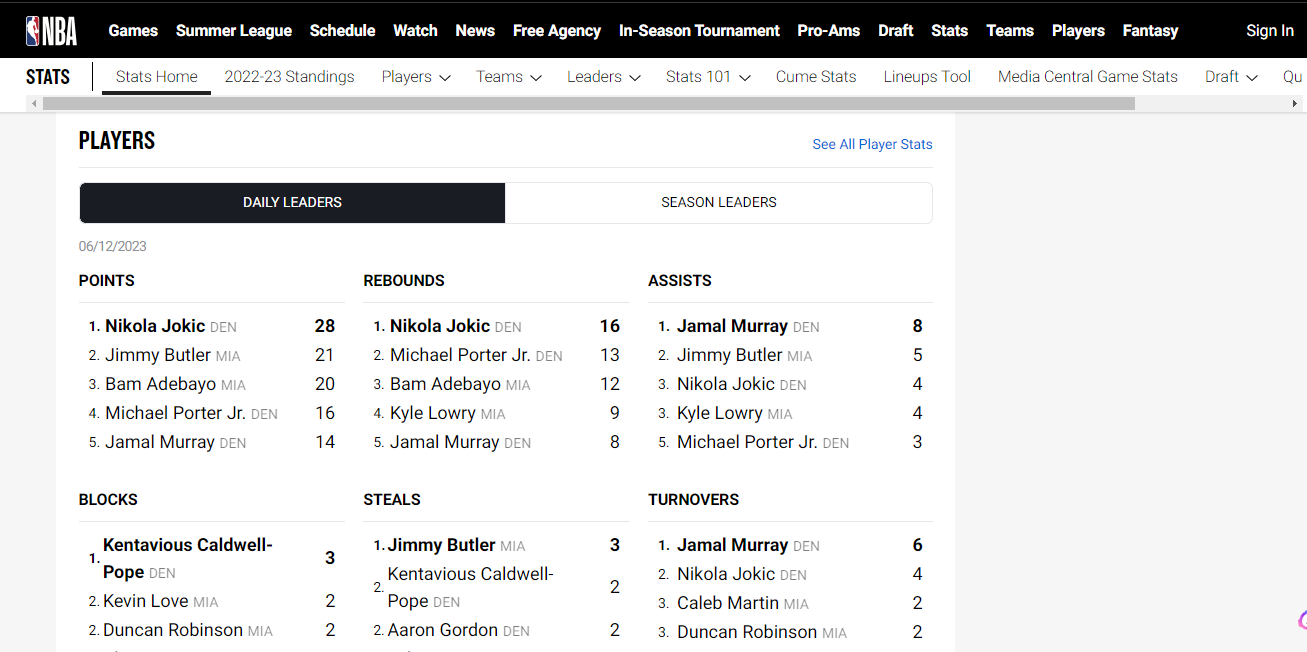 NBA Games Summer League Schedule Watch News Free Agency In-Season Tournament Pro-Ams Draft Stats Teams Players Fantasy Sign In
STATS Stats Home 2022-23 Standings Players Teams Leaders Stats 101 Cume Stats Lineups Tool Media Central Game Stats Draft Qu
PLAYERS See All Player Stats
DAILY LEADERS SEASON LEADERS
06/12/2023
POINTS
1. Nikola Jokic DEN 28
2. Jimmy Butler MIA 21
3. Bam Adebayo MIA 20
4. Michael Porter Jr. DEN 16
5. Jamal Murray DEN 14
REBOUNDS
1. Nikola Jokic DEN 16
2. Michael Porter Jr. DEN 13
3. Bam Adebayo MIA 12
4. Kyle Lowry MIA 9
5. Jamal Murray DEN 8
ASSISTS
1. Jamal Murray DEN 8
2. Jimmy Butler MIA 5
3. Nikola Jokic DEN 4
3. Kyle Lowry MIA 4
5. Michael Porter Jr. DEN 3
BLOCKS
1. Kentavious Caldwell-
Pope DEN 3
2. Kevin Love MIA 2
2. Duncan Robinson MIA 2
STEALS
1. Jimmy Butler MIA 3
2. Kentavious Caldwell-
Pope DEN 2
2. Aaron Gordon DEN 2
TURNOVERS
1. Jamal Murray DEN 6
2. Nikola Jokic DEN 4
3. Caleb Martin MIA 2
3. Duncan Robinson MIA 2